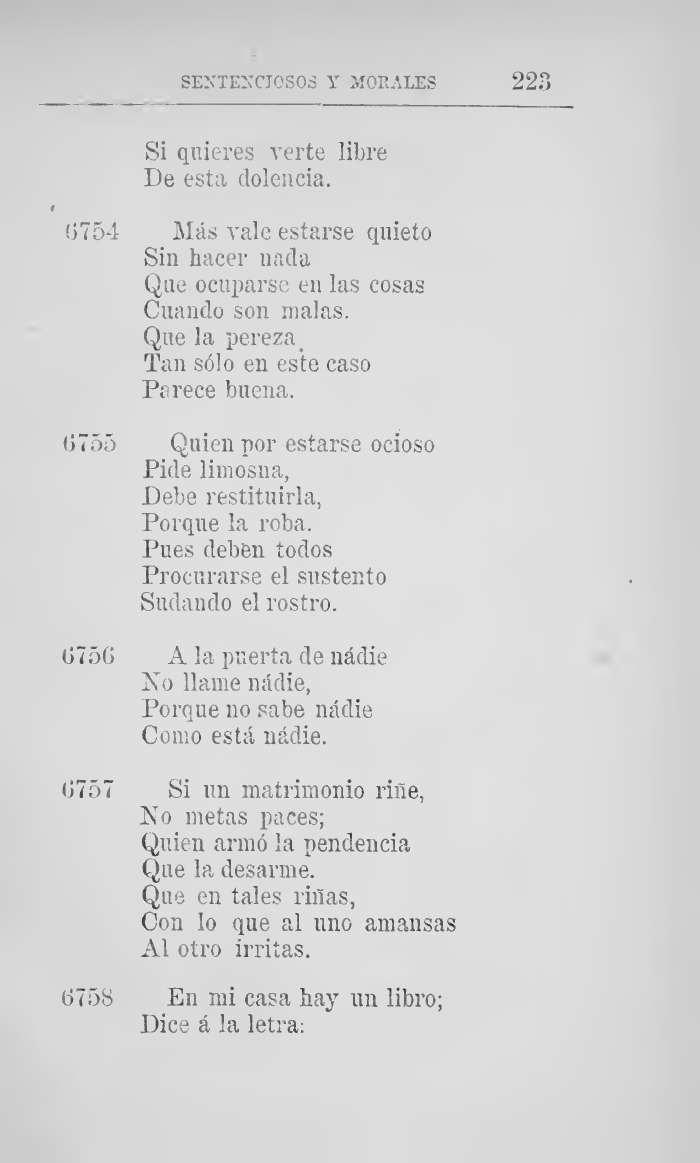 SENTENCIOSOS Y MORALES 223
Si quieres verte libre
De esta dolencia.
6754 Más vale estarse quieto
Sin hacer nada
Que ocuparse en las cosas
Cuando son malas.
Que la pereza
Tan sólo en este caso
Parece buena.
6755 Quien por estarse ocioso
Pide limosna,
Debe restituirla,
Porque la roba.
Pues deben todos
Procurarse el sustento
Sudando el rostro.
6756 A la puerta de nádie
No llame nádie,
Porque no sabe nádie
Como está nádie.
6757 Si un matrimonio riñe,
No metas paces;
Quien armó la pendencia
Que la desarme.
Que en tales riñas,
Con lo que al uno amansas
Al otro irritas.
6758 En mi casa hay un libro;
Dice á la letra: